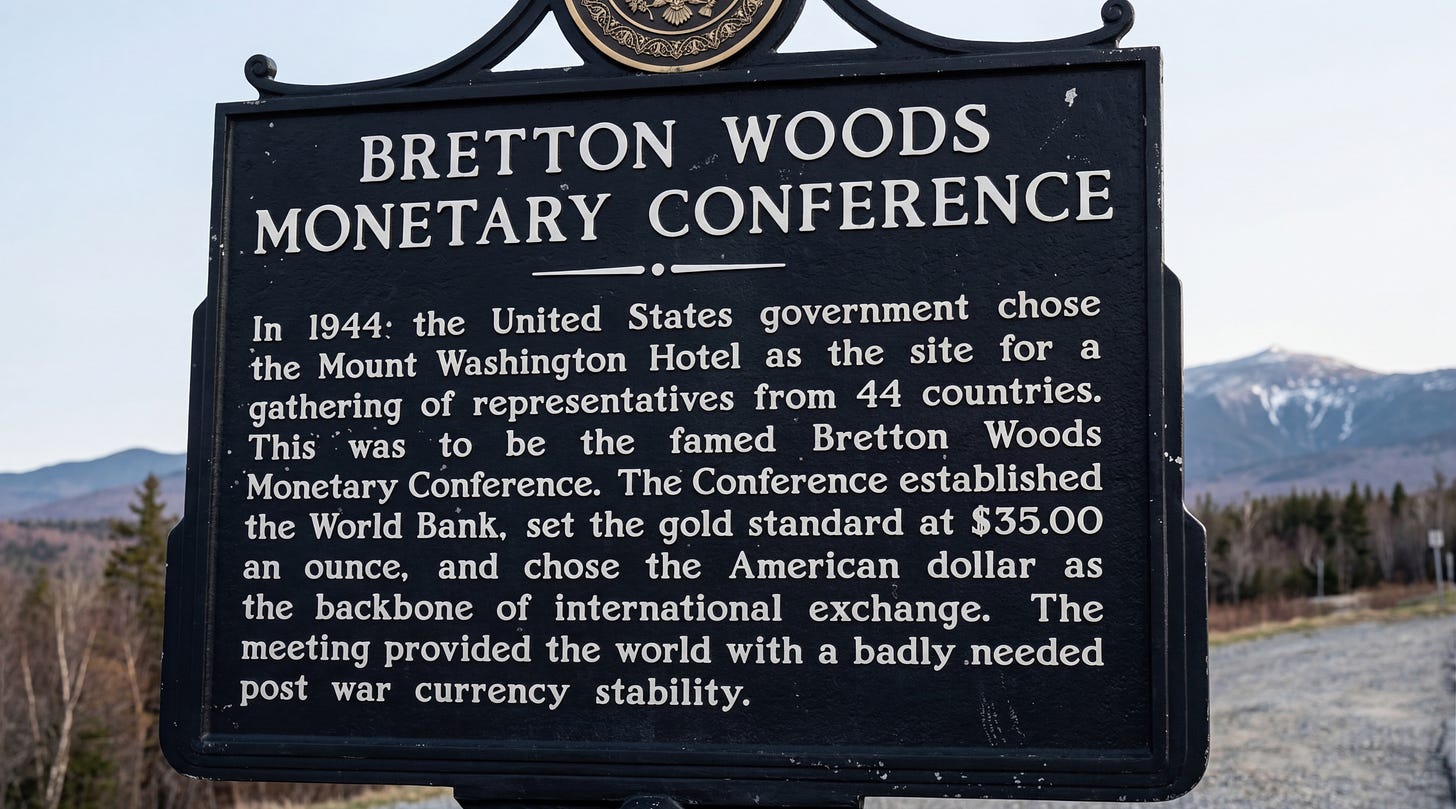 BRETTON WOODS
MONETARY CONFERENCE
In 1944: the United States government chose
the Mount Washington Hotel as the site for a
gathering of representatives from 44 countries.
This was to be the famed Bretton Woods
Monetary Conference. The Conference established
the World Bank, set the gold standard at $35.00
an ounce, and chose the American dollar as
the backbone of international exchange. The
meeting provided the world with a badly needed
post war currency stability.